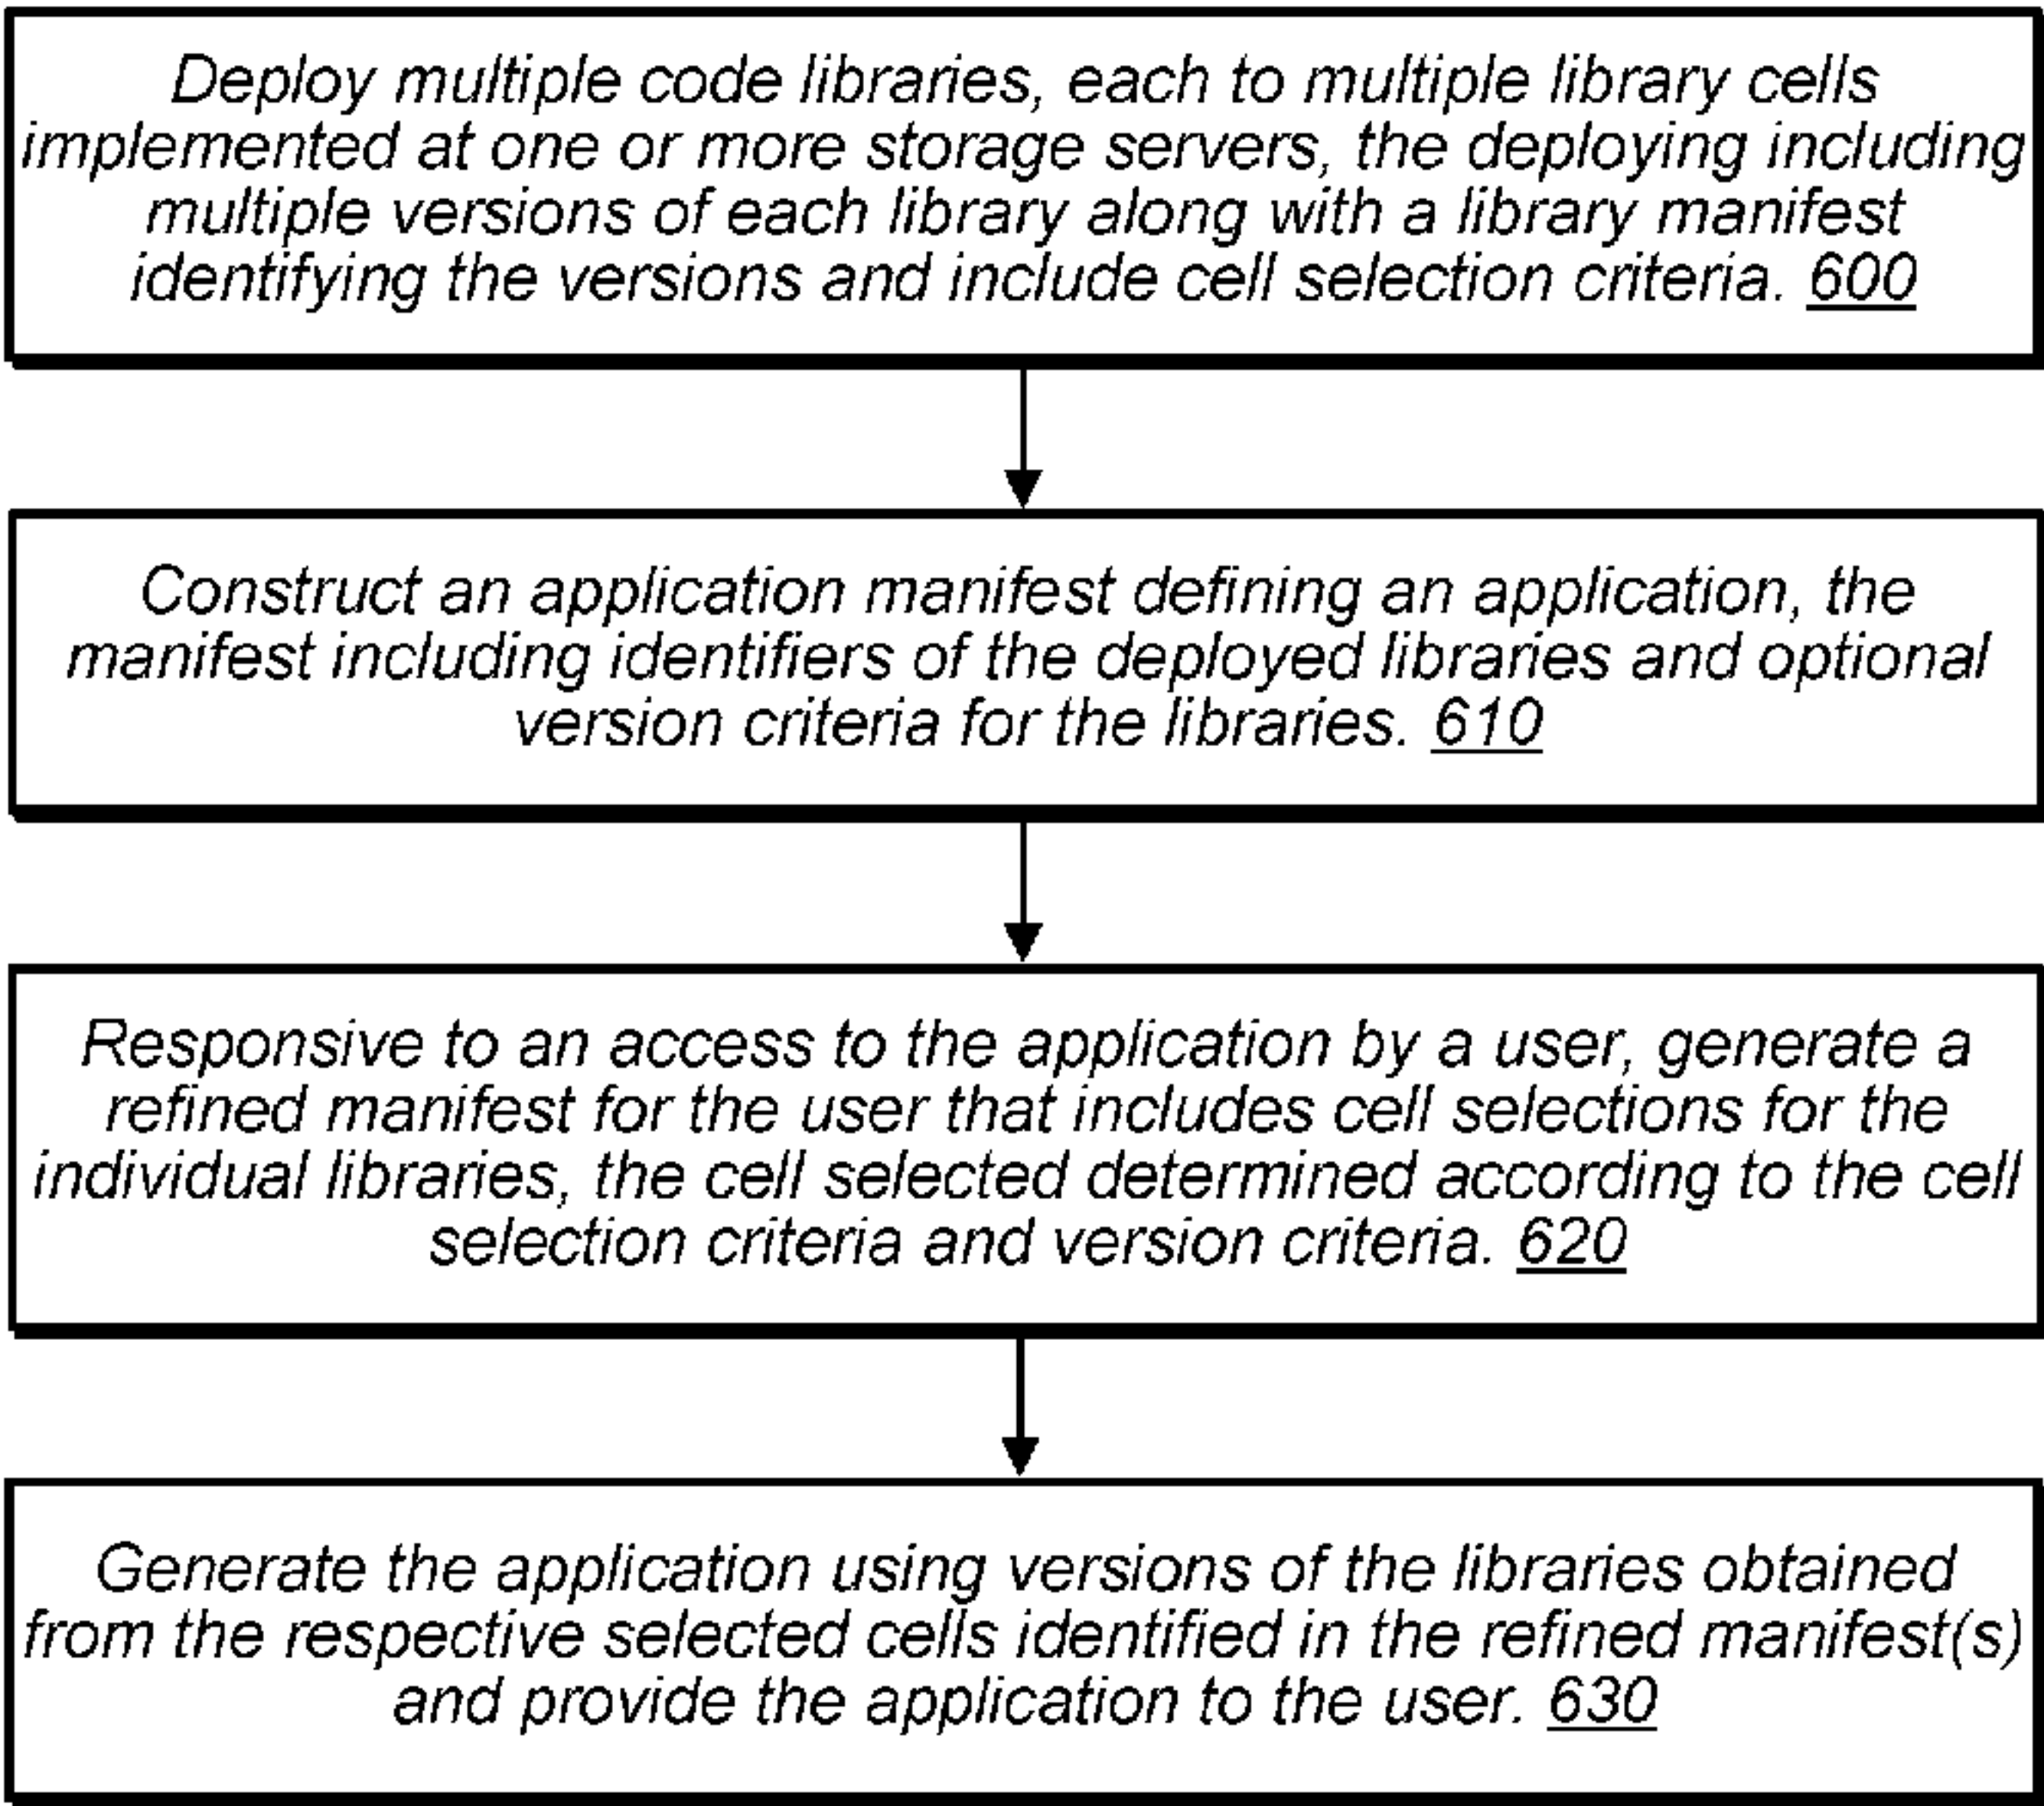 Deploy multiple code libraries, each to multiple library cells
implemented at one or more storage servers, the deploying including
multiple versions of each library along with a library manifest
identifying the versions and include cell selection criteria. 600
Construct an application manifest defining an application, the
manifest including identifiers of the deployed libraries and optional
version criteria for the libraries. 610
Responsive to an access to the application by a user, generate a
refined manifest for the user that includes cell selections for the
individual libraries, the cell selected determined according to the cell
selection criteria and version criteria. 620
Generate the application using versions of the libraries obtained
from the respective selected cells identified in the refined manifest(s)
and provide the application to the user. 630